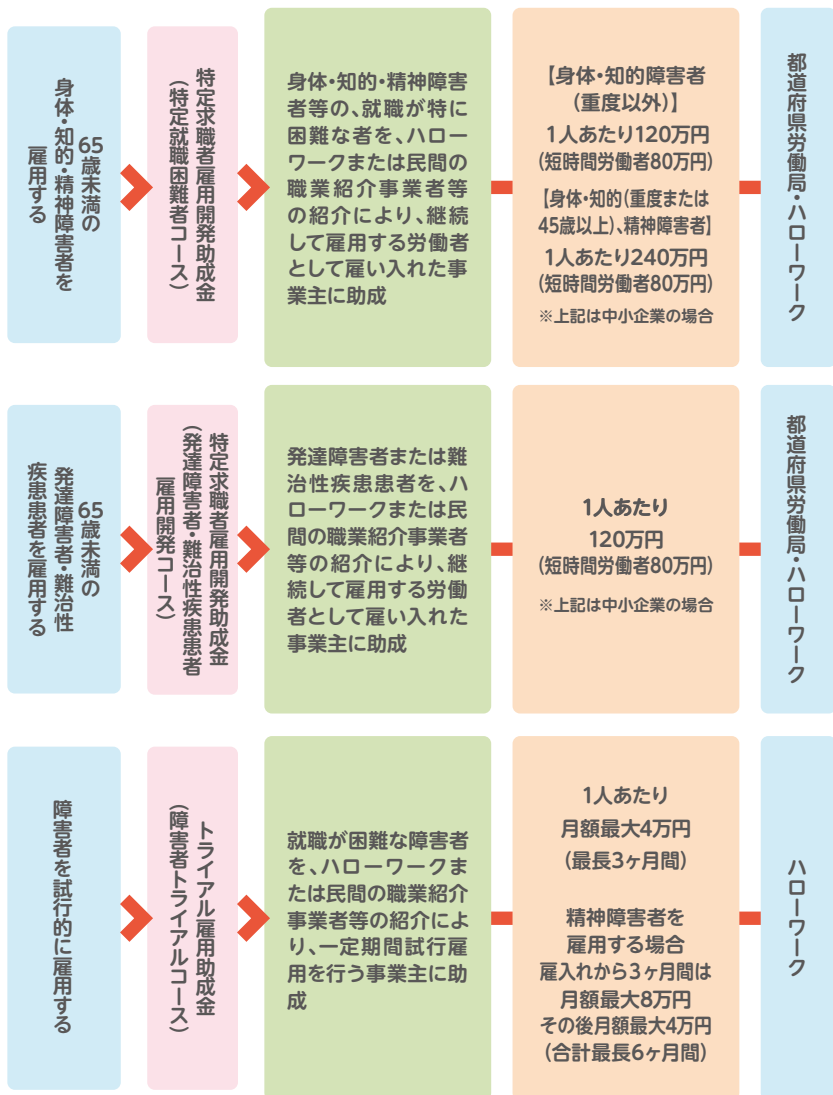 65歳未満の
身体・知的・精神障害者を
雇用する
特定求職者雇用開発助成金
(特定就職困難者コース)
身体・知的・精神障害
者等の、就職が特に
困難な者を、ハロー
ワークまたは民間の
職業紹介事業者等
の紹介により、継続
して雇用する労働者
として雇い入れた事
業主に助成
【身体・知的障害者
(重度以外)】
1人あたり120万円
(短時間労働者80万円)
【身体・知的(重度または
45歳以上)、精神障害者】
1人あたり240万円
(短時間労働者80万円)
※上記は中小企業の場合
都道府県労働局・ハローワーク
65歳未満の
発達障害者・難治性
疾患患者を雇用する
特定求職者雇用開発助成金
(発達障害者・難治性疾患患者
雇用開発コース)
発達障害者または難
治性疾患患者を、ハ
ローワークまたは民
間の職業紹介事業者
等の紹介により、継
続して雇用する労働
者として雇い入れた
事業主に助成
1人あたり
120万円
(短時間労働者80万円)
※上記は中小企業の場合
都道府県労働局・ハローワーク
障害者を試行的に雇用する
トライアル雇用助成金
(障害者トライアルコース)
就職が困難な障害者
を、ハローワークま
たは民間の職業紹介
事業者等の紹介によ
り、一定期間試行雇
用を行う事業主に助
成
1人あたり
月額最大4万円
(最長3ヶ月間)
精神障害者を
雇用する場合
雇入れから3ヶ月間は
月額最大8万円
その後月額最大4万円
(合計最長6ヶ月間)
ハローワーク